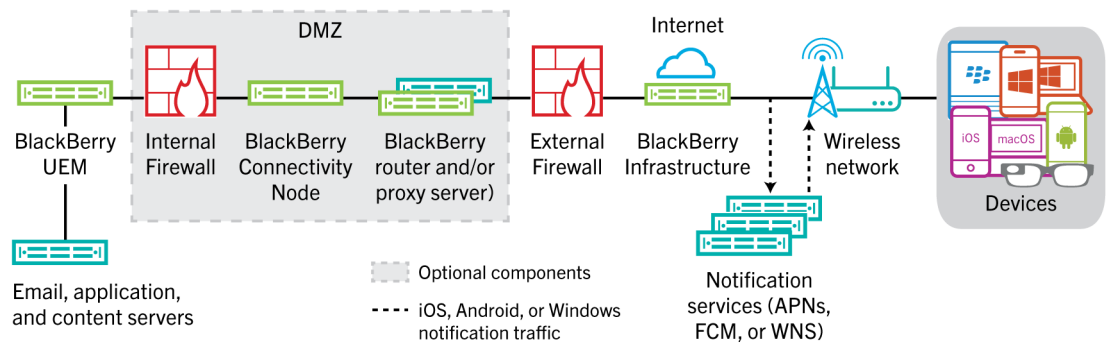 DMZ
Internet
BlackBerry
UEM
Internal
Firewall
BlackBerry
Connectivity
Node
BlackBerry
router and/or
proxy server)
External
Firewall
BlackBerry
Infrastructure
Wireless
network
iOS
macOS
Devices
Email, application,
and content servers
Optional components
iOS, Android, or Windows
notification traffic
Notification
services (APNs,
FCM, or WNS)